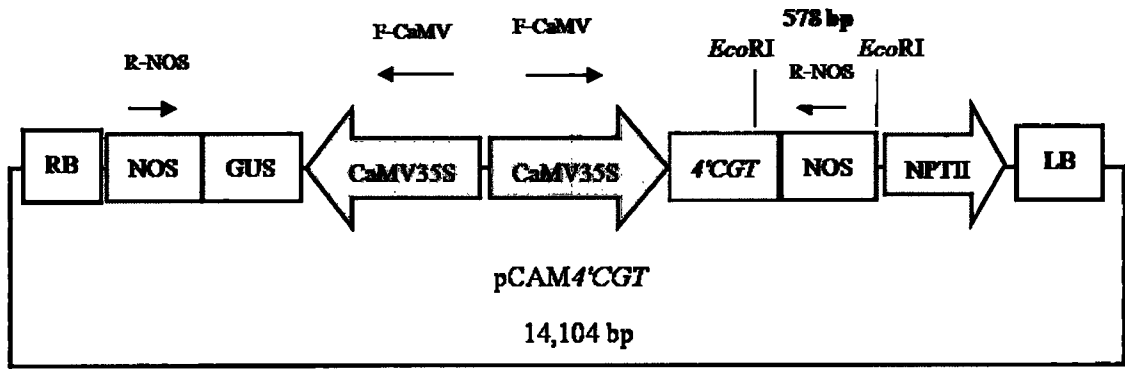 F-CaMV F-CaMV 578 bp
EcoRI EcoRI
R-NOS R-NOS
RB NOS GUS CaMV35S CaMV35S 4'CGT NOS NPTII LB
pCAM4'CGT
14,104 bp